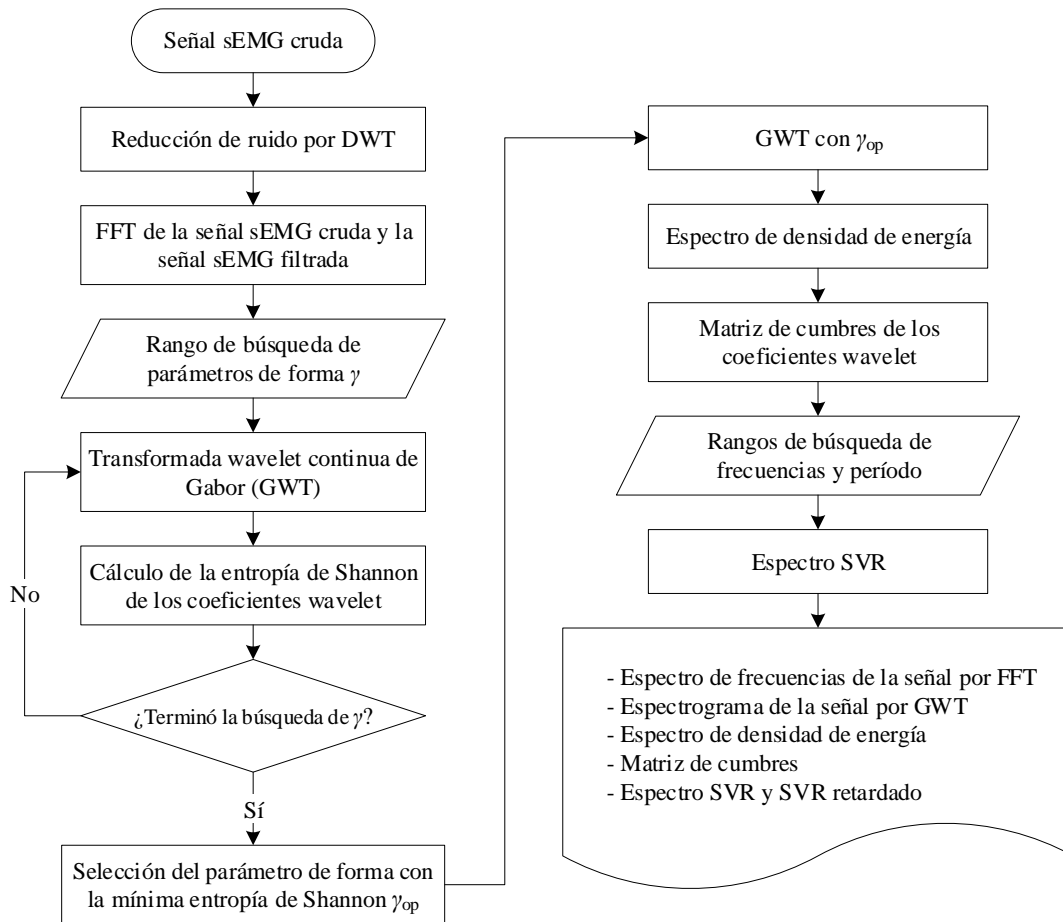 Señal sEMG cruda
Reducción de ruido por DWT
FFT de la señal sEMG cruda y la
señal sEMG filtrada
Rango de búsqueda de
parámetros de forma γ
Transformada wavelet continua de
Gabor (GWT)
Cálculo de la entropía de Shannon
de los coeficientes wavelet
No
¿Terminó la búsqueda de γ?
Sí
Selección del parámetro de forma con
la mínima entropía de Shannon γop
GWT con γop
Espectro de densidad de energía
Matriz de cumbres de los
coeficientes wavelet
Rangos de búsqueda de
frecuencias y período
Espectro SVR
- Espectro de frecuencias de la señal por FFT
- Espectrograma de la señal por GWT
- Espectro de densidad de energía
- Matriz de cumbres
- Espectro SVR y SVR retardado